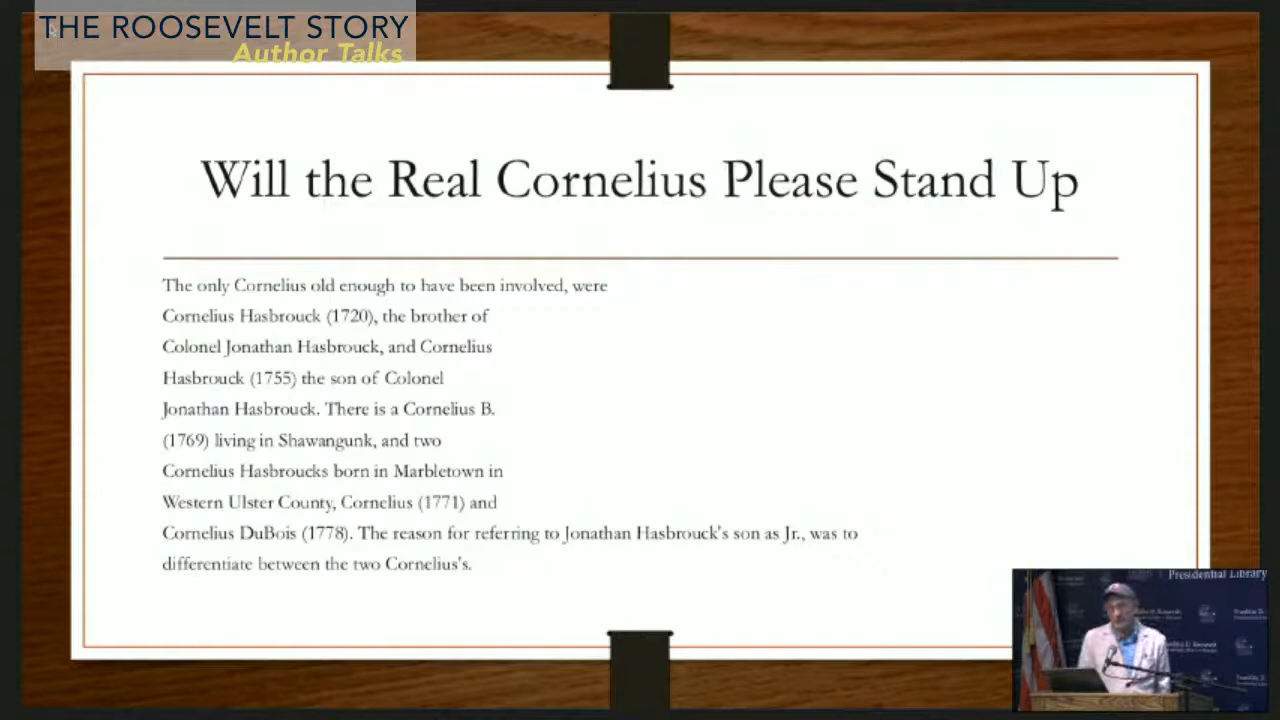 THE ROOSEVELT STORY
Author Talks
Will the Real Cornelius Please Stand Up
The only Cornelius old enough to have been involved, were
Cornelius Hasbrouck (1720), the brother of
Colonel Jonathan Hasbrouck, and Cornelius
Hasbrouck (1755) the son of Colonel
Jonathan Hasbrouck. There is a Cornelius B.
(1769) living in Shawangunk, and two
Cornelius Hasbroucks born in Marbletown in
Western Ulster County, Cornelius (1771) and
Cornelius DuBois (1778). The reason for referring to Jonathan Hasbrouck's son as Jr., was to
differentiate between the two Cornelius's.
Presidential Library